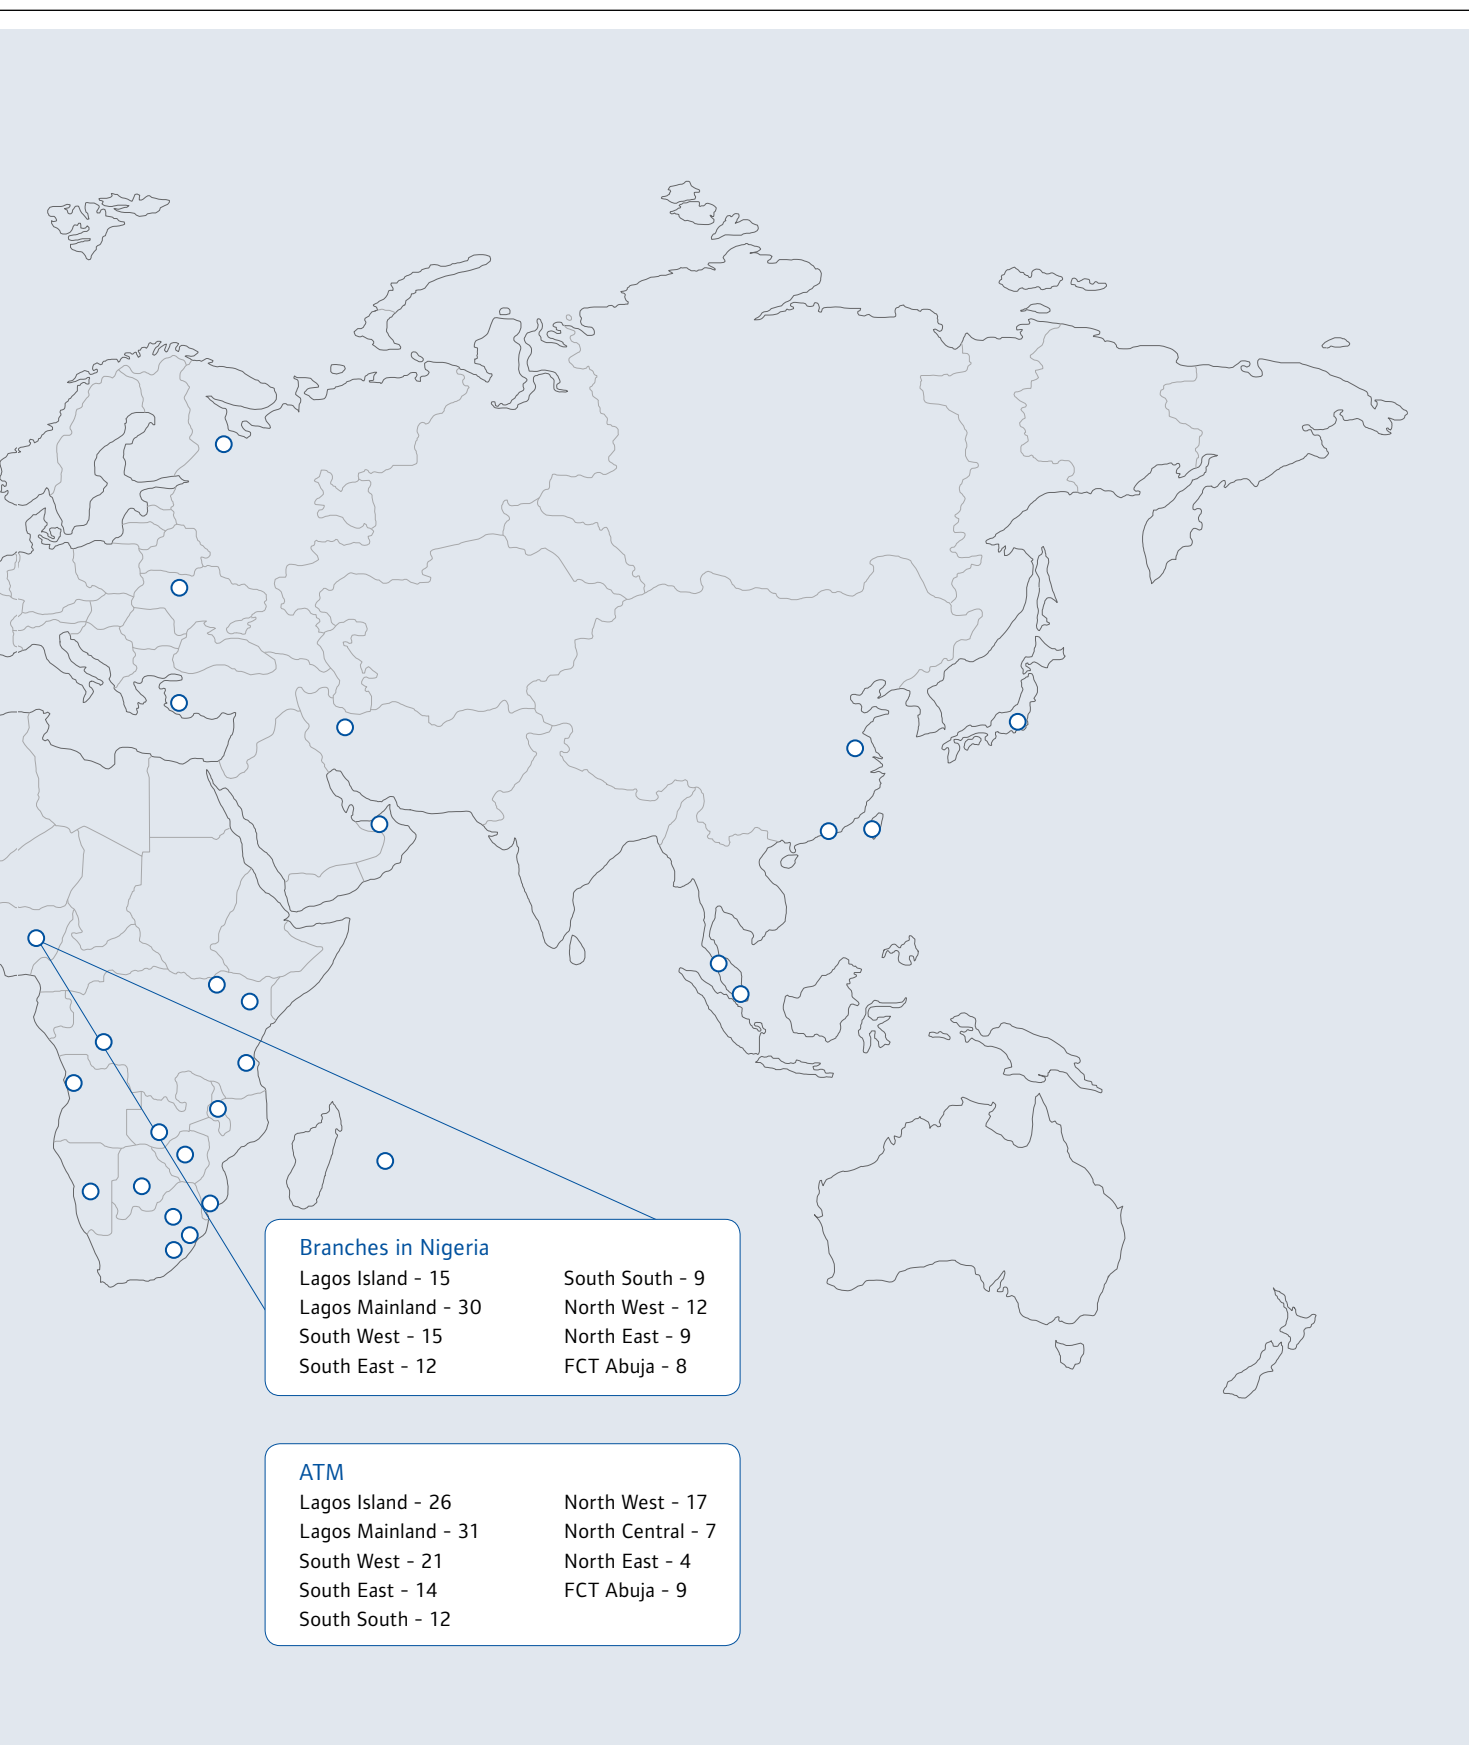 Branches in Nigeria
Lagos Island - 15
Lagos Mainland - 30
South West - 15
South East - 12
South South - 9
North West - 12
North East - 9
FCT Abuja - 8
ATM
Lagos Island - 26
Lagos Mainland - 31
South West - 21
South East - 14
South South - 12
North West - 17
North Central - 7
North East - 4
FCT Abuja - 9